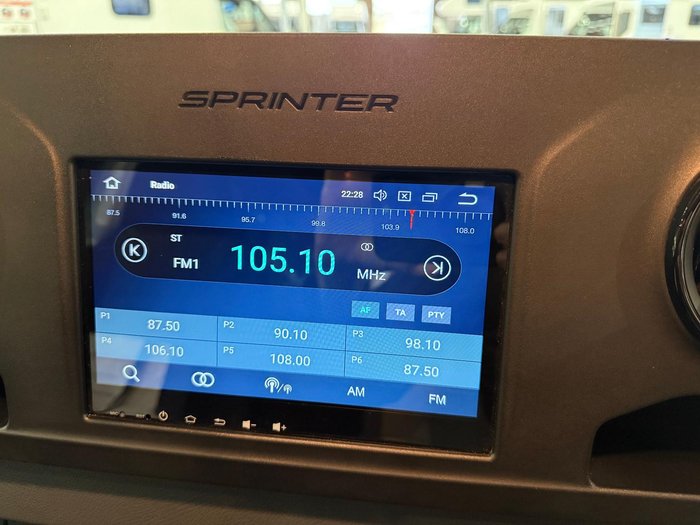 SPRINTER
Radio 22:28
87.5 91.6 95.7 99.8 103.9 108.0
ST
FM1 105.10 MHz
AF TA PTY
P1 87.50 P2 90.10 P3 98.10
P4 106.10 P5 108.00 P6 87.50
AM FM